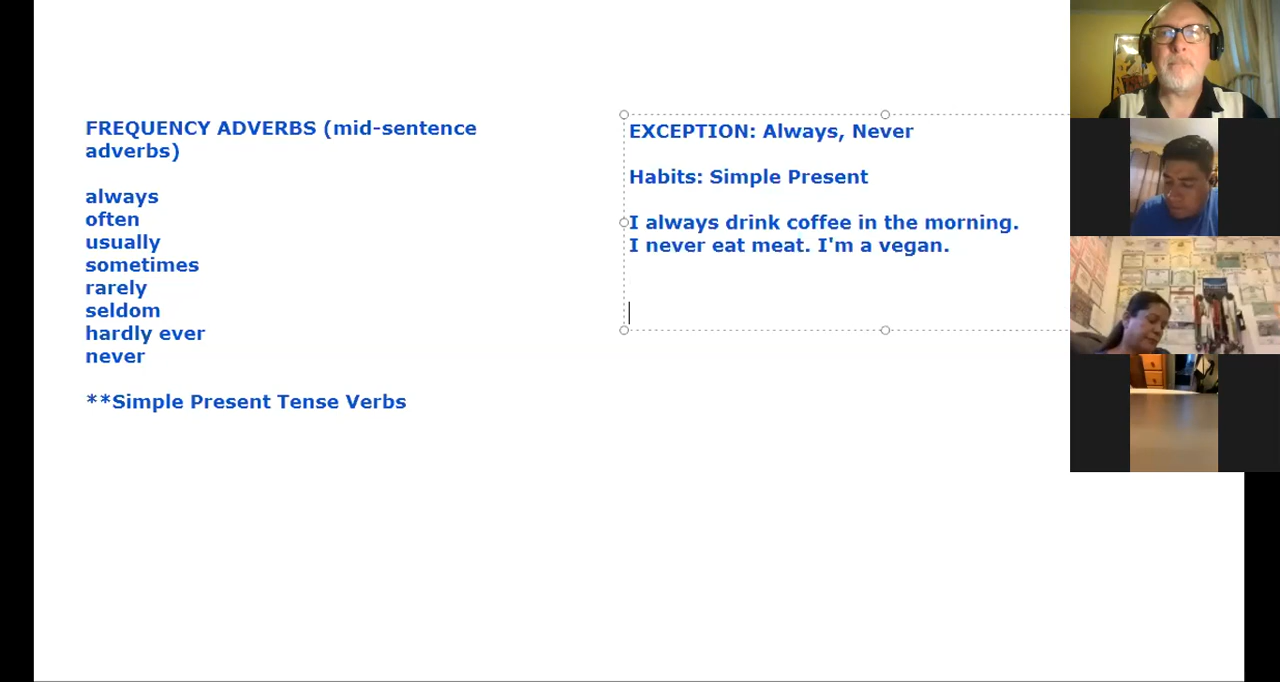 FREQUENCY ADVERBS (mid-sentence
adverbs)
always
often
usually
sometimes
rarely
seldom
hardly ever
never
**Simple Present Tense Verbs
EXCEPTION: Always, Never
Habits: Simple Present
I always drink coffee in the morning.
I never eat meat. I'm a vegan.